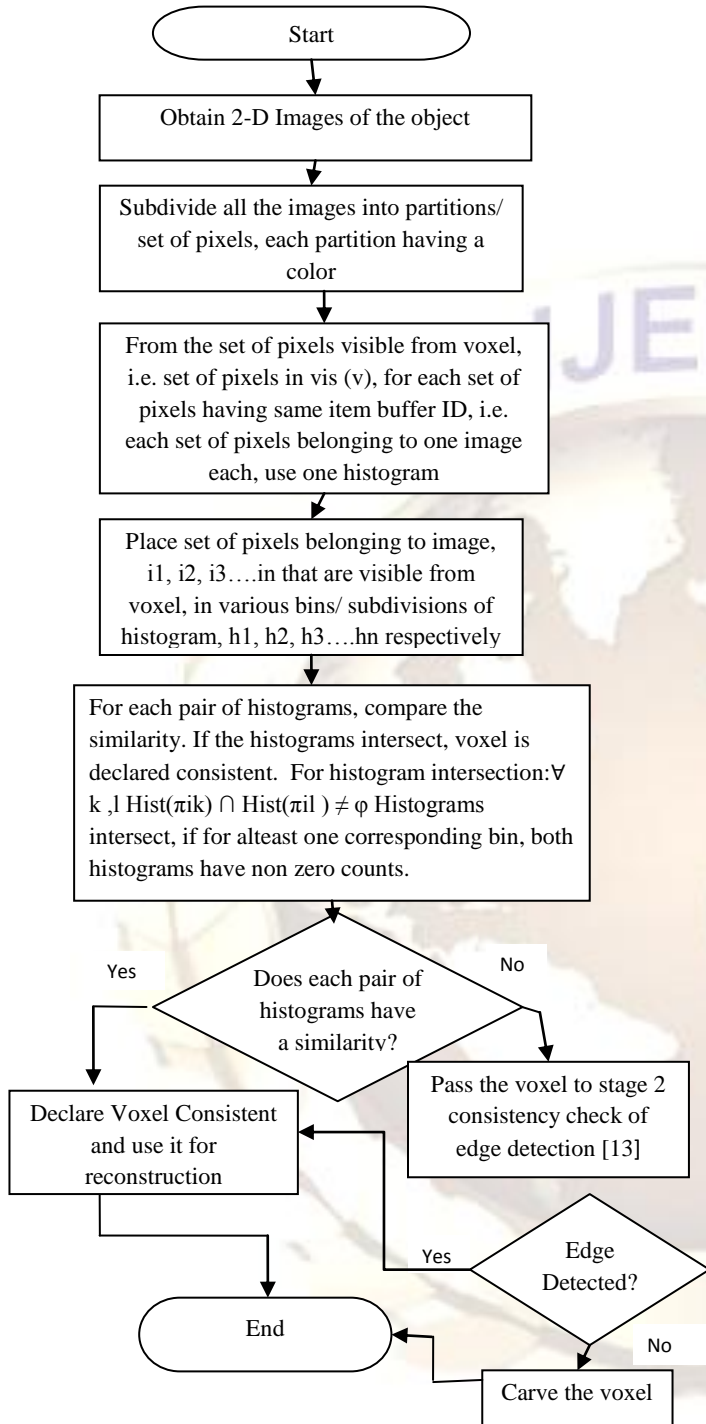 Start
Obtain 2-D Images of the object
Subdivide all the images into partitions/
set of pixels, each partition having a
color
From the set of pixels visible from voxel,
i.e. set of pixels in vis (v), for each set of
pixels having same item buffer ID, i.e.
each set of pixels belonging to one image
each, use one histogram
Place set of pixels belonging to image,
i1, i2, i3….in that are visible from
voxel, in various bins/ subdivisions of
histogram, h1, h2, h3….hn respectively
For each pair of histograms, compare the
similarity. If the histograms intersect, voxel is
declared consistent.  For histogram intersection:∀
k ,l Hist(πik) ∩ Hist(πil ) ≠ φ Histograms
intersect, if for alteast one corresponding bin, both
histograms have non zero counts.
Does each pair of
histograms have
a similarity?
Yes
No
Pass the voxel to stage 2
consistency check of
edge detection [13]
Declare Voxel Consistent
and use it for
reconstruction
Edge
Detected?
Yes
No
End
Carve the voxel
IJE